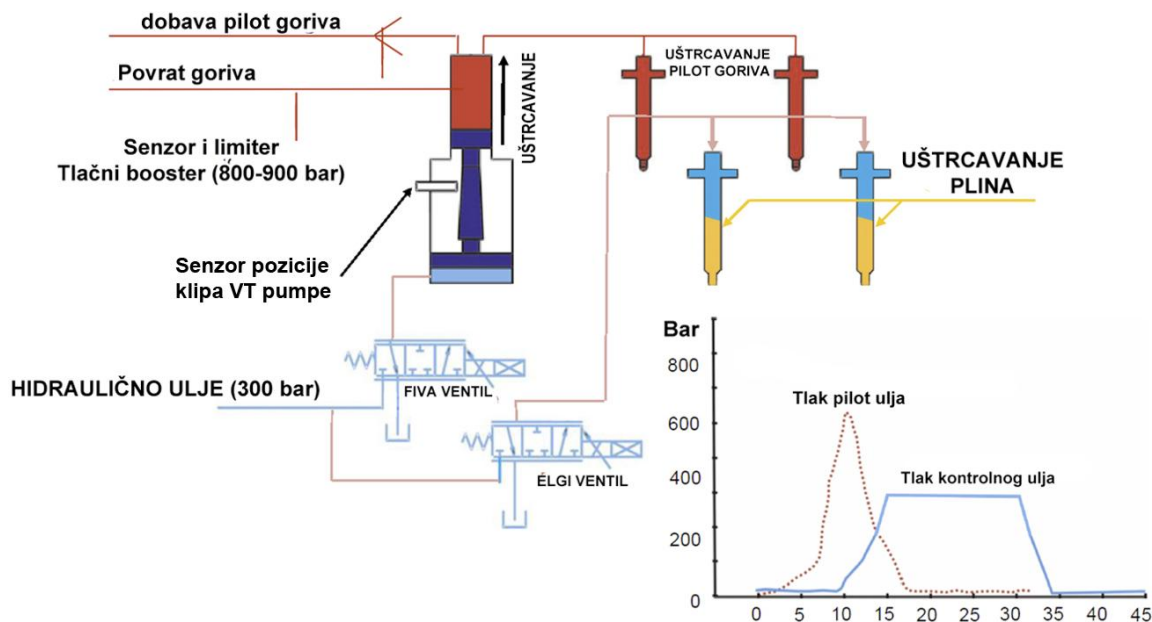 dobava pilot goriva
Povrat goriva
Senzor i limiter
Tlačni booster (800-900 bar)
Senzor pozicije
klipa VT pumpe
UŠTRCAVANJE
UŠTRCAVANJE
PILOT GORIVA
UŠTRCAVANJE
PLINA
HIDRAULIČNO ULJE (300 bar)
FIVA VENTIL
ÉLGI VENTIL
Bar
800
600
400
200
0
Tlak pilot ulja
Tlak kontrolnog ulja
0 5 10 15 20 25 30 35 40 45